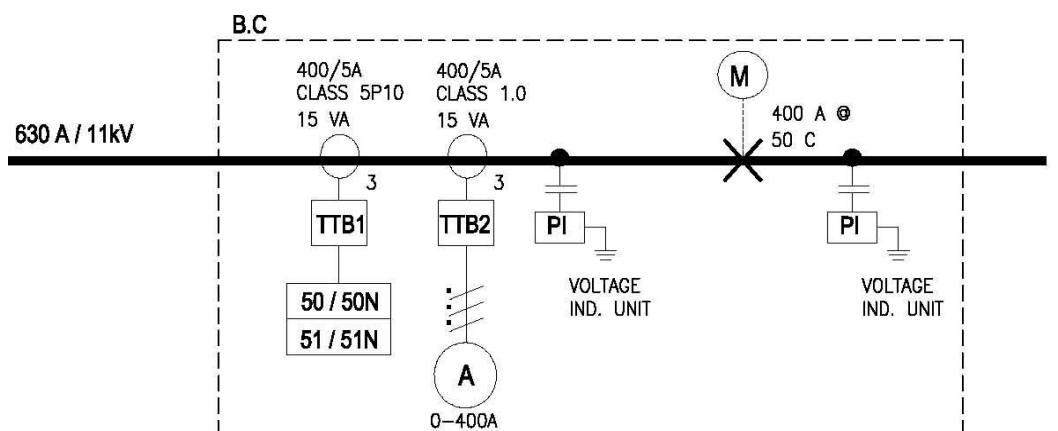 B.C
400/5A
CLASS 5P10
15 VA
400/5A
CLASS 1.0
15 VA
M
400 A @
50 C
630 A / 11kV
3
3
TTB1
TTB2
PI
PI
VOLTAGE
IND. UNIT
VOLTAGE
IND. UNIT
50 / 50N
51 / 51N
A
0-400A